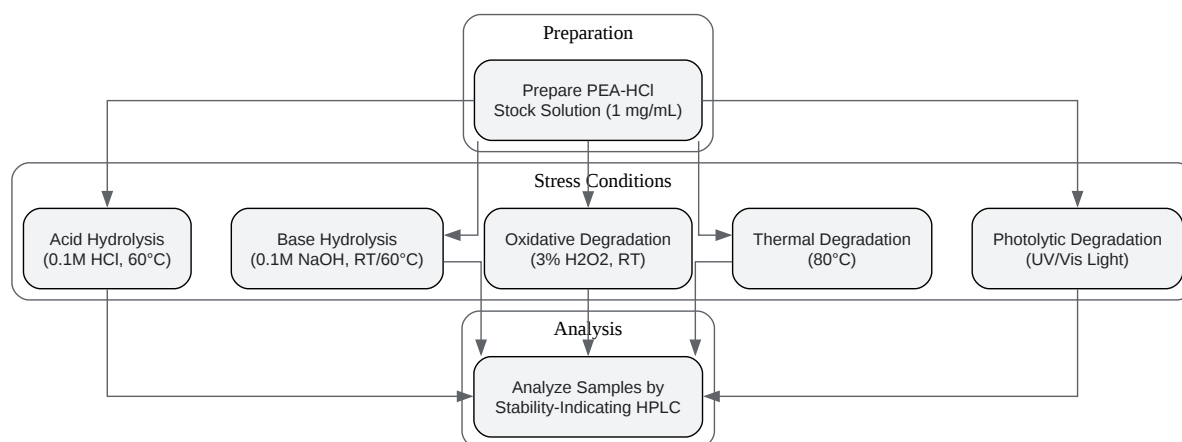 Preparation
Prepare PEA-HCl
Stock Solution (1 mg/mL)
Stress Conditions
Acid Hydrolysis
(0.1M HCl, 60°C)
Base Hydrolysis
(0.1M NaOH, RT/60°C)
Oxidative Degradation
(3% H2O2, RT)
Thermal Degradation
(80°C)
Photolytic Degradation
(UV/Vis Light)
Analysis
Analyze Samples by
Stability-Indicating HPLC